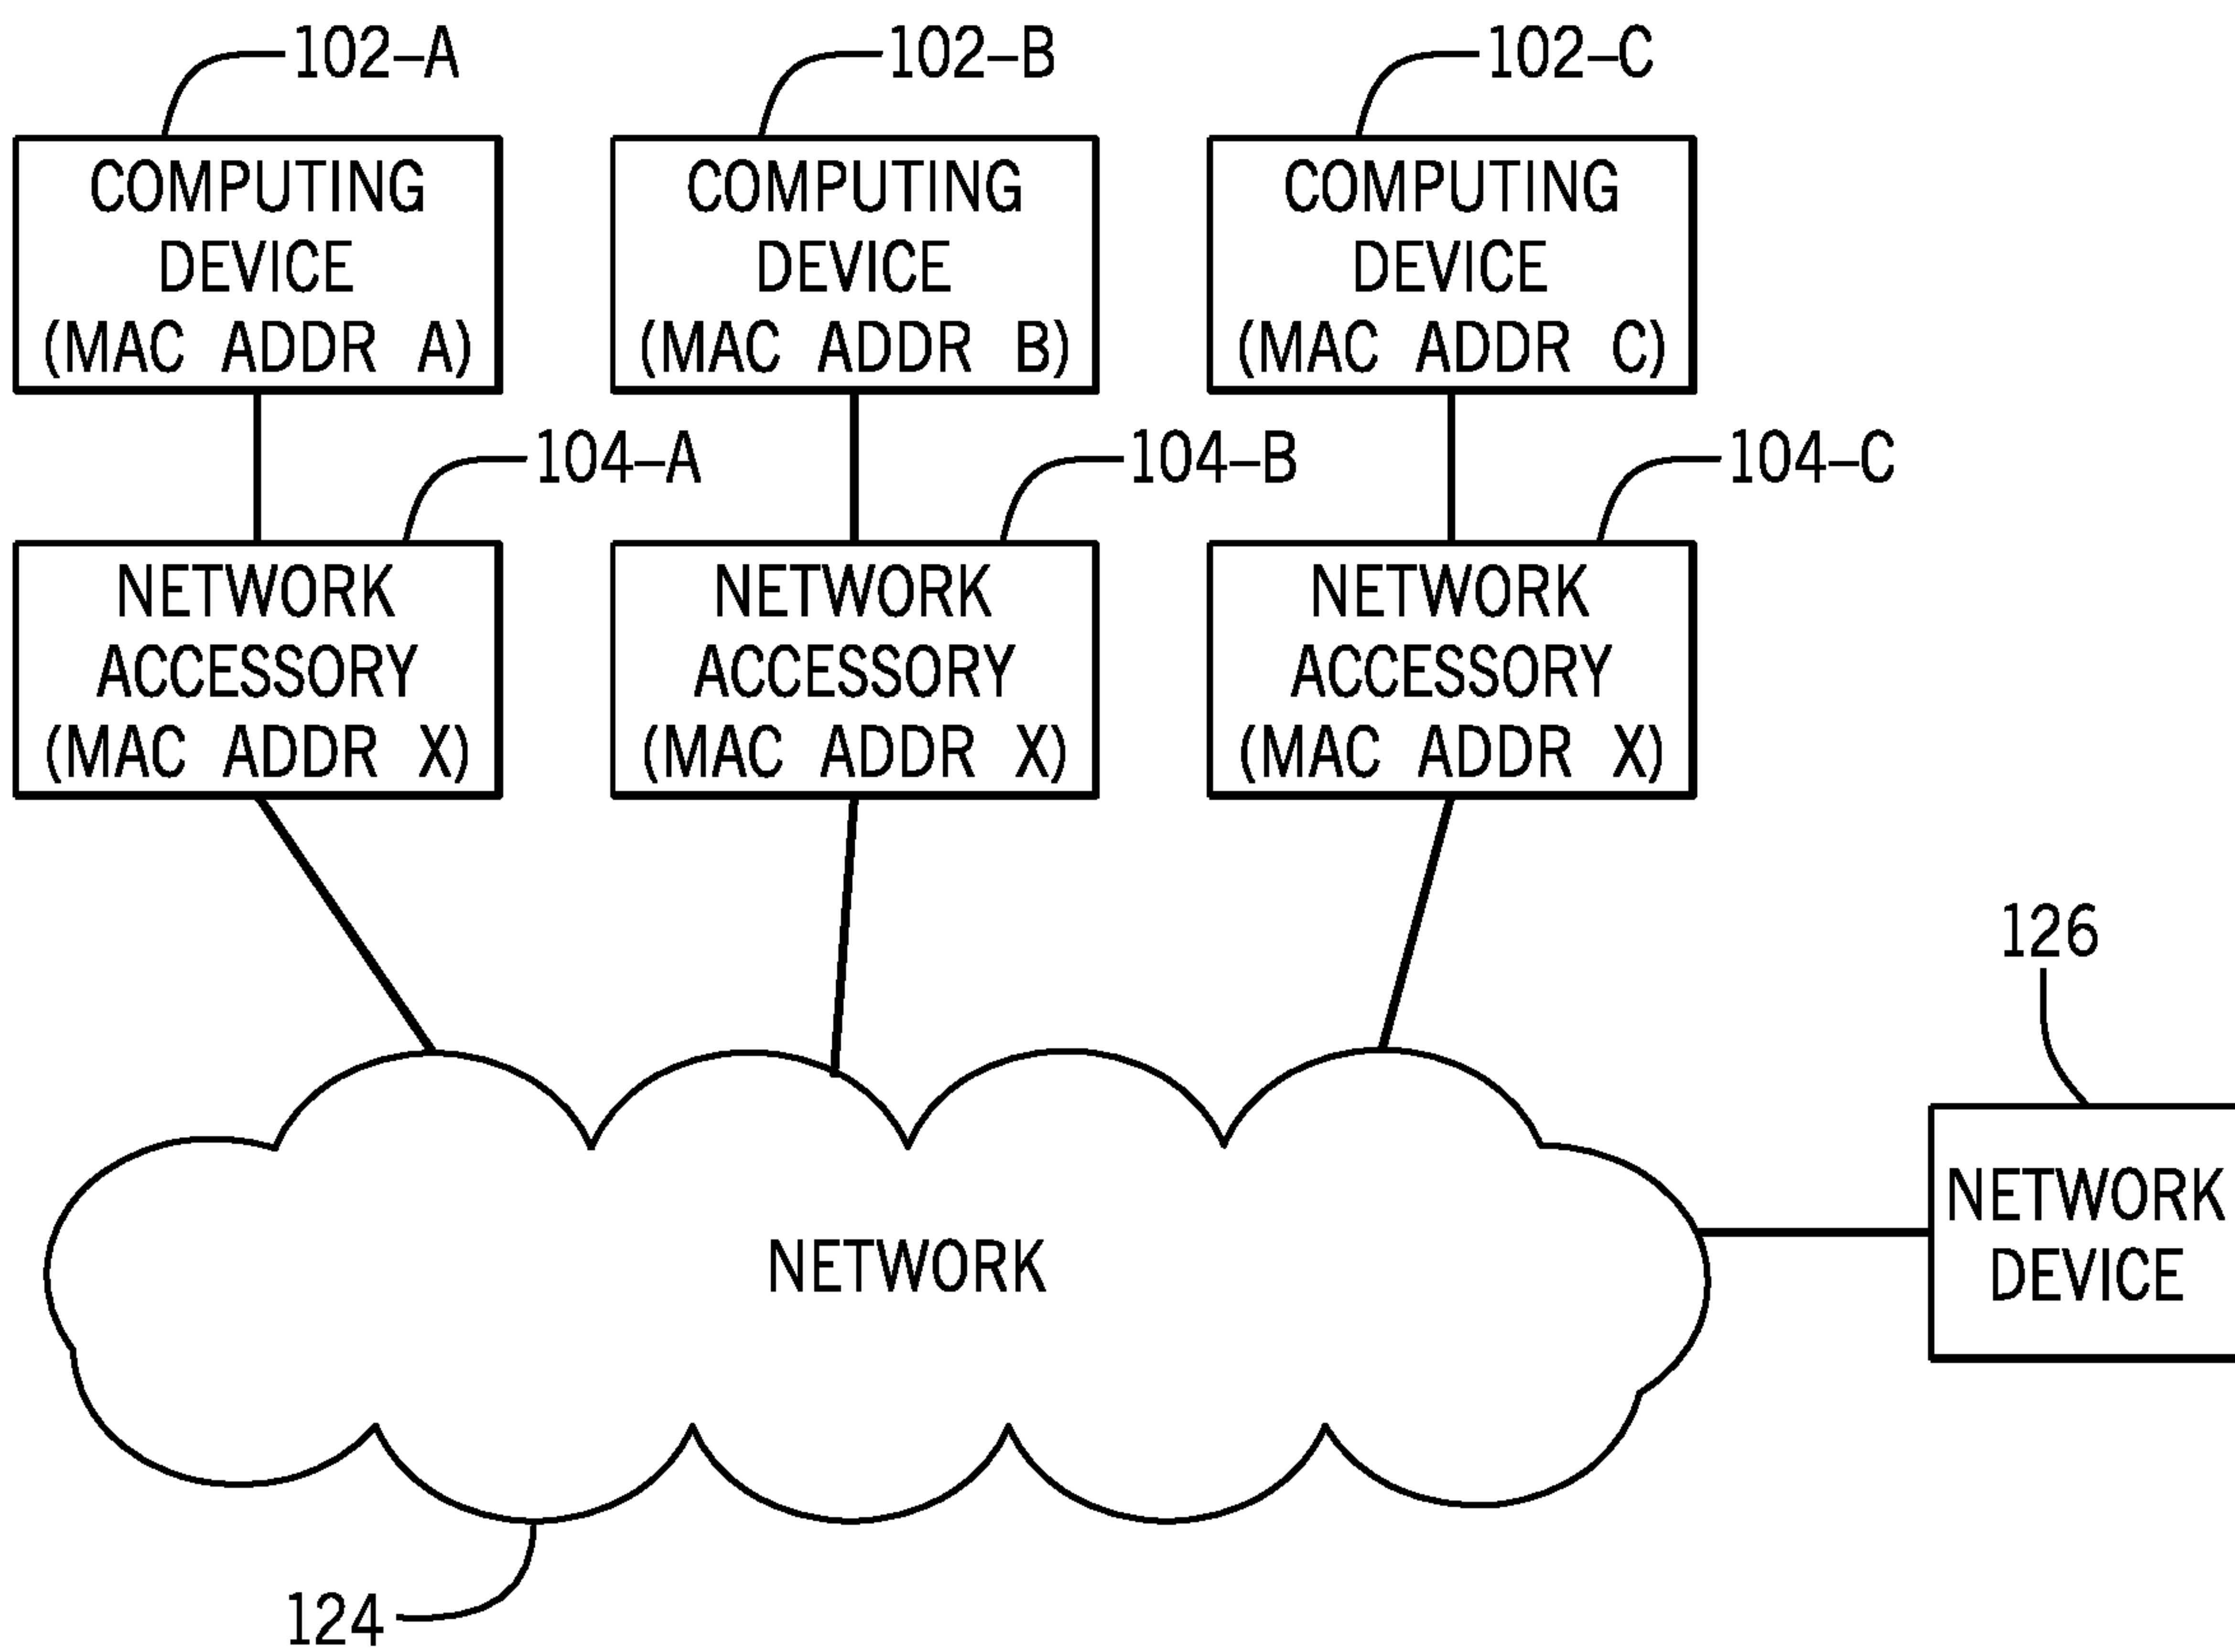 102–A
102–B
102–C
COMPUTING
DEVICE
(MAC ADDR A)
COMPUTING
DEVICE
(MAC ADDR B)
COMPUTING
DEVICE
(MAC ADDR C)
104–A
104–B
104–C
NETWORK
ACCESSORY
(MAC ADDR X)
NETWORK
ACCESSORY
(MAC ADDR X)
NETWORK
ACCESSORY
(MAC ADDR X)
126
NETWORK
DEVICE
NETWORK
124